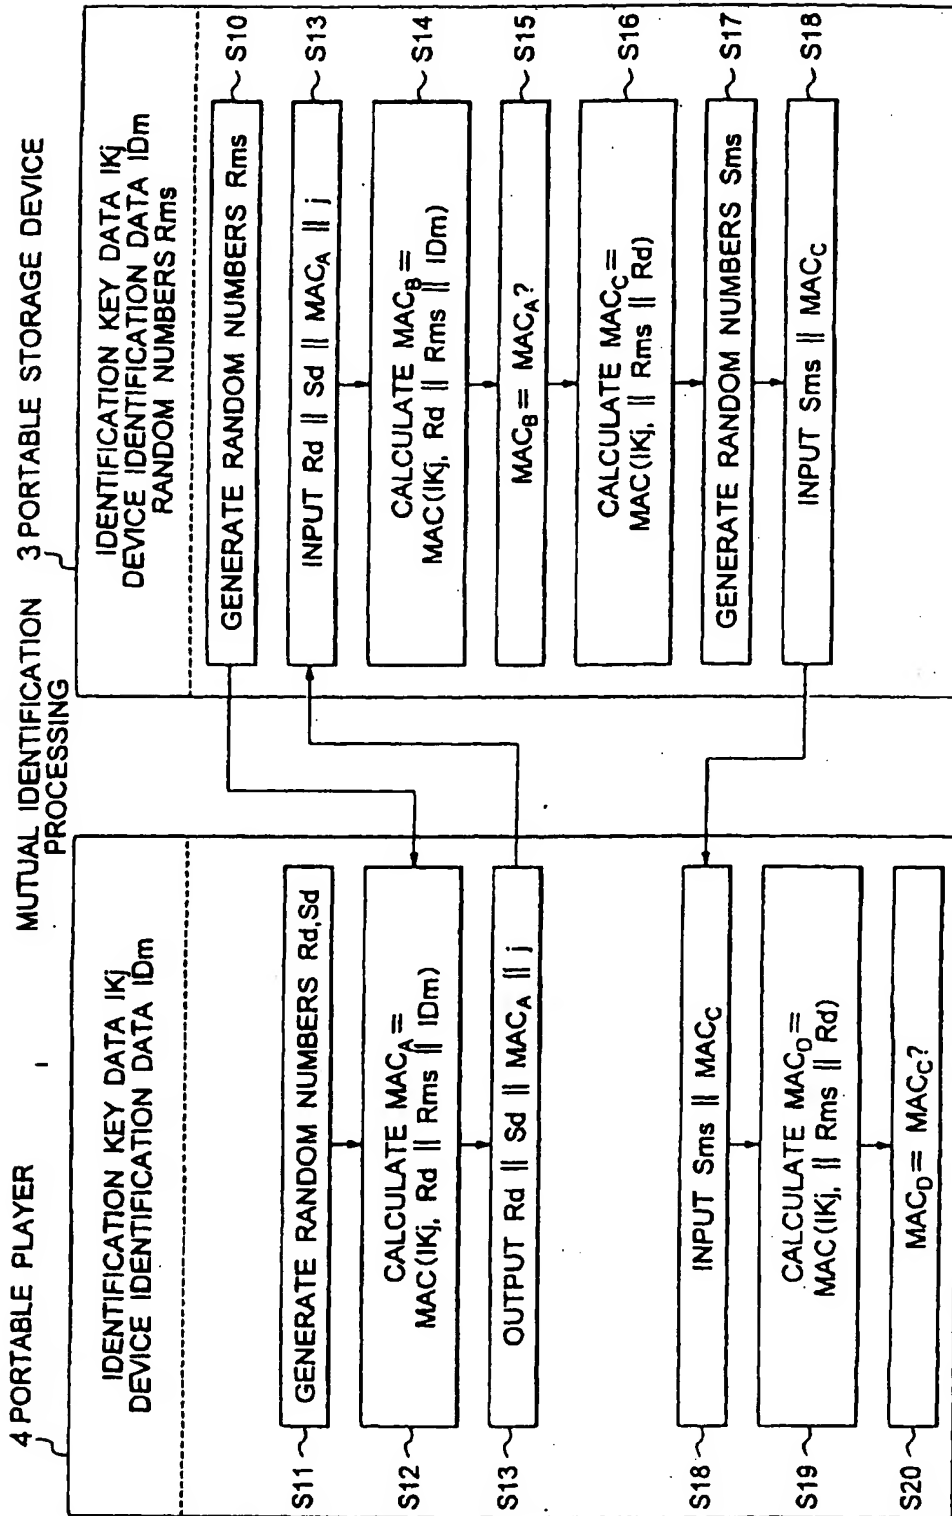 MUTUAL IDENTIFICATION
PROCESSING
4 PORTABLE PLAYER
IDENTIFICATION KEY DATA IKj
DEVICE IDENTIFICATION DATA IDm
S11
GENERATE RANDOM NUMBERS Rd,Sd
S12
CALCULATE MACA=
MAC(IKj, Rd || Rms || IDm)
S13
OUTPUT Rd || Sd || MACA || j
S18
INPUT Sms || MACC
S19
CALCULATE MACD=
MAC(IKj, || Rms || Rd)
S20
MACD= MACC?
3 PORTABLE STORAGE DEVICE
IDENTIFICATION KEY DATA IKj
DEVICE IDENTIFICATION DATA IDm
RANDOM NUMBERS Rms
GENERATE RANDOM NUMBERS Rms
S10
INPUT Rd || Sd || MACA || j
S13
CALCULATE MACB=
MAC(IKj, Rd || Rms || IDm)
S14
MACB= MACA?
S15
CALCULATE MACC=
MAC(IKj, || Rms || Rd)
S16
GENERATE RANDOM NUMBERS Sms
S17
INPUT Sms || MACC
S18